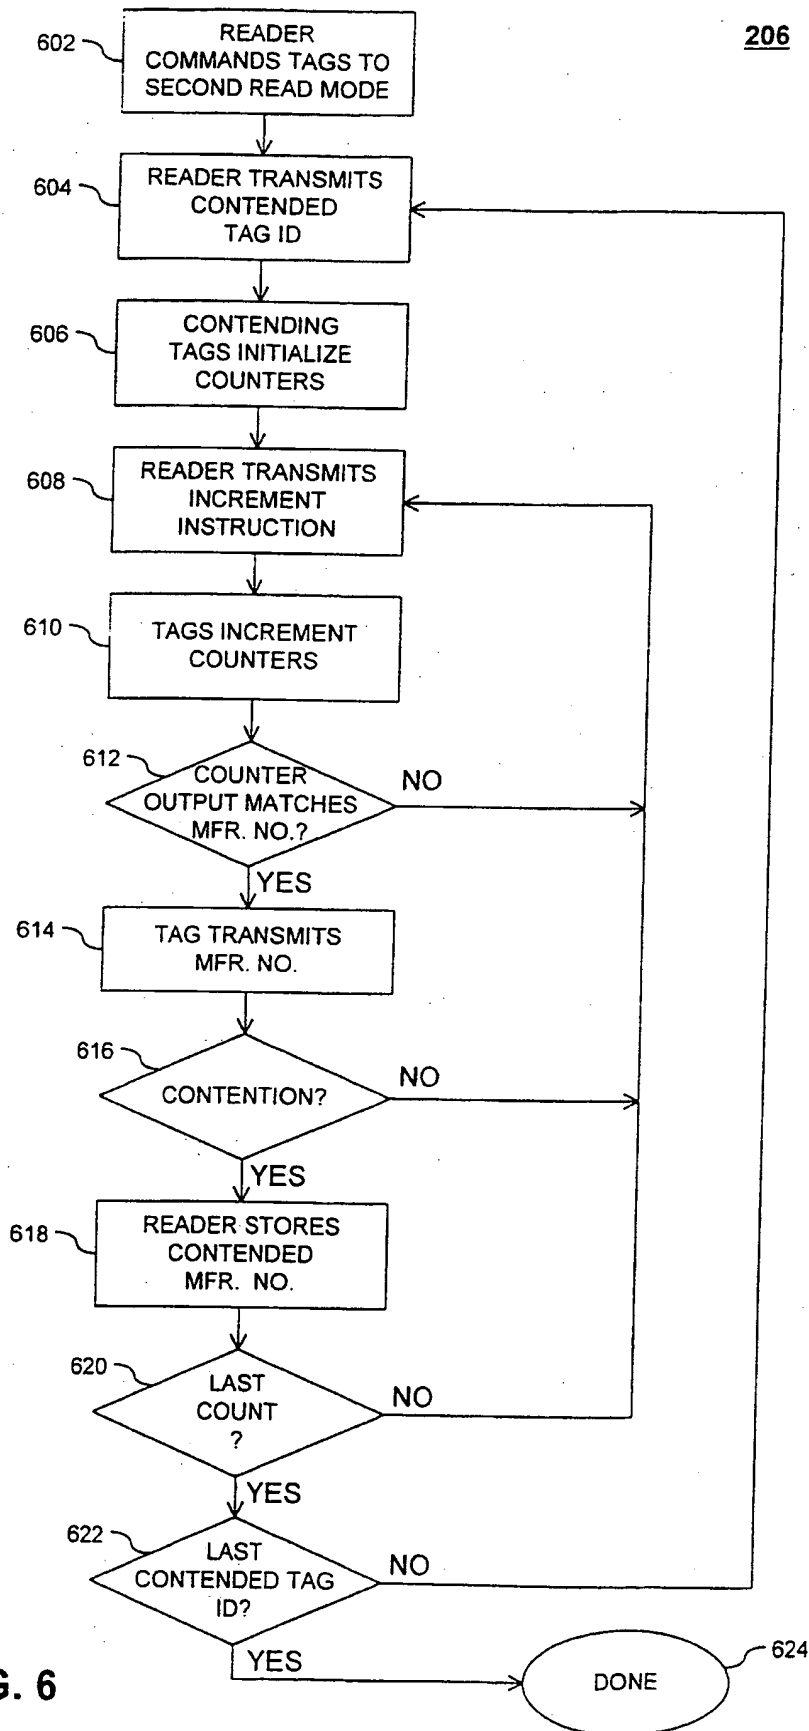 206
602
READER
COMMANDS TAGS TO
SECOND READ MODE
604
READER TRANSMITS
CONTENDED
TAG ID
606
CONTENDING
TAGS INITIALIZE
COUNTERS
608
READER TRANSMITS
INCREMENT
INSTRUCTION
610
TAGS INCREMENT
COUNTERS
612
COUNTER
OUTPUT MATCHES
MFR. NO.?
NO
YES
614
TAG TRANSMITS
MFR. NO.
616
CONTENTION?
NO
YES
618
READER STORES
CONTENDED
MFR. NO.
620
LAST
COUNT
?
NO
YES
622
LAST
CONTENDED TAG
ID?
NO
YES
624
DONE
G. 6